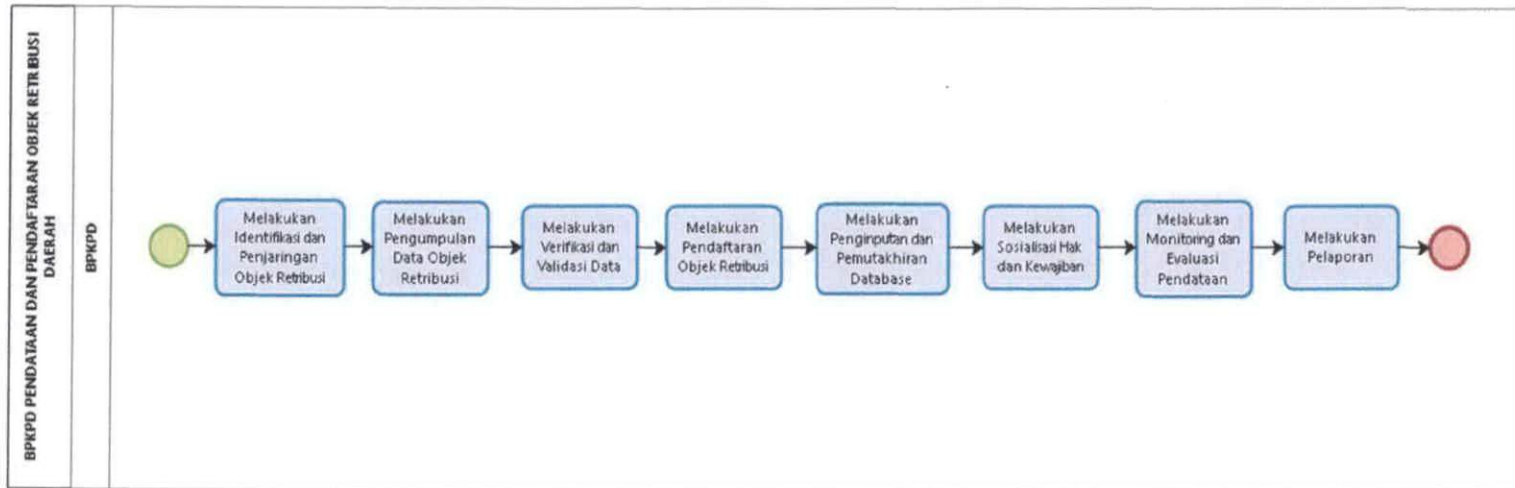 BPKPD PENDATAAN DAN PENDAFTARAN OBJEK RETRIBUSI
DAERAH
BPKPD
Melakukan
Identifikasi dan
Penjaringan
Objek Retribusi
Melakukan
Pengumpulan
Data Objek
Retribusi
Melakukan
Verifikasi dan
Validasi Data
Melakukan
Pendaftaran
Objek Retribusi
Melakukan
Penginputan dan
Pemutakhiran
Database
Melakukan
Sosialisasi Hak
dan Kewajiban
Melakukan
Monitoring dan
Evaluasi
Pendataan
Melakukan
Pelaporan